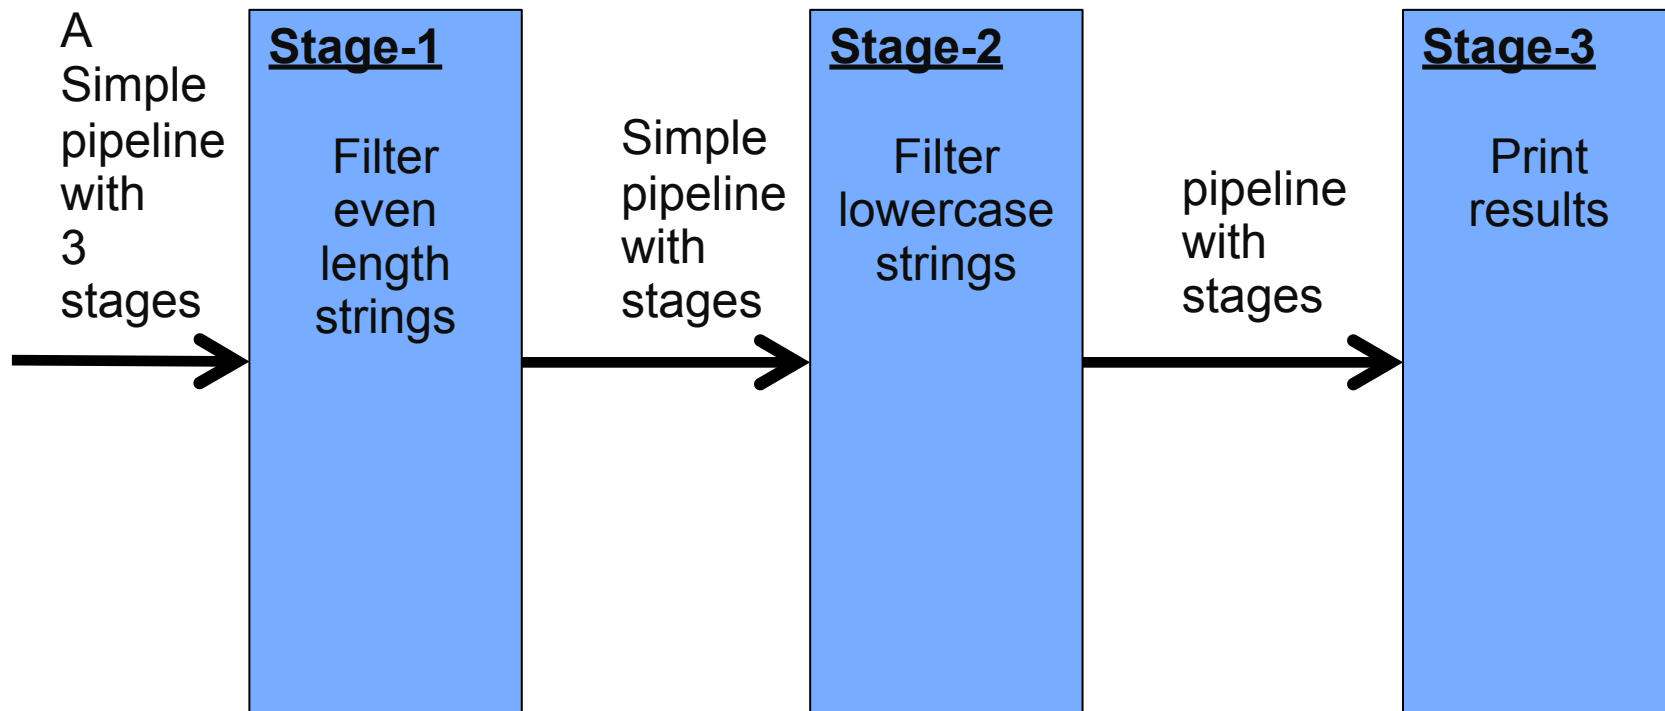 A
Simple
pipeline
with
3
stages
Stage-1
Filter
even
length
strings
Simple
pipeline
with
stages
Stage-2
Filter
lowercase
strings
pipeline
with
stages
Stage-3
Print
results